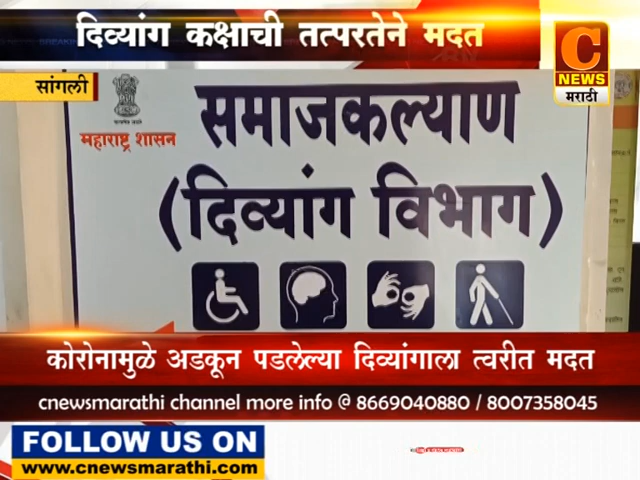 दिव्यांग कक्षाची तत्परतेने मदत
C
NEWS
मराठी
सांगली
महाराष्ट्र शासन
समाजकल्याण
(दिव्यांग विभाग)
कोरोनामुळे अडकून पडलेल्या दिव्यांगाला त्वरीत मदत
cnewsmarathi channel more info @ 8669040880 / 8007358045
FOLLOW US ON
www.cnewsmarathi.com